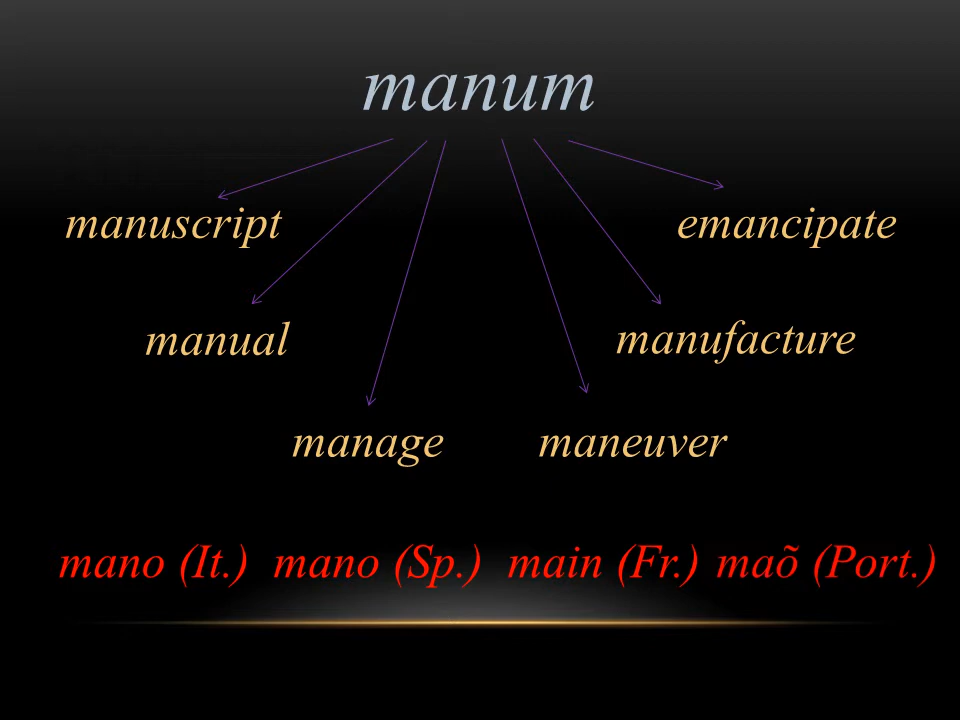 manum
manuscript emancipate
manual manufacture
manage maneuver
mano (It.) mano (Sp.) main (Fr.) maõ (Port.)